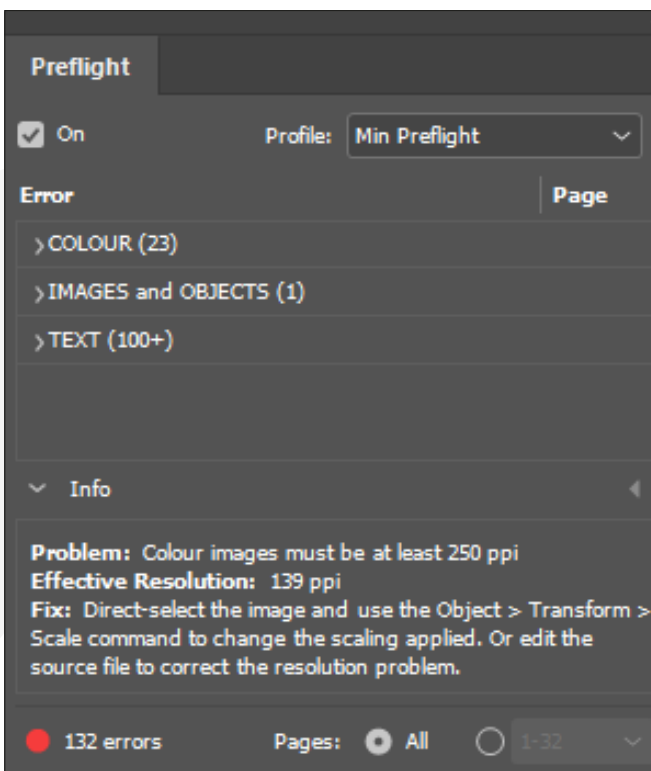 Preflight
On Profile: Min Preflight
Error Page
COLOUR (23)
IMAGES and OBJECTS (1)
TEXT (100+)
Info
Problem: Colour images must be at least 250 ppi
Effective Resolution: 139 ppi
Fix: Direct-select the image and use the Object > Transform >
Scale command to change the scaling applied. Or edit the
source file to correct the resolution problem.
132 errors Pages: All 1-32